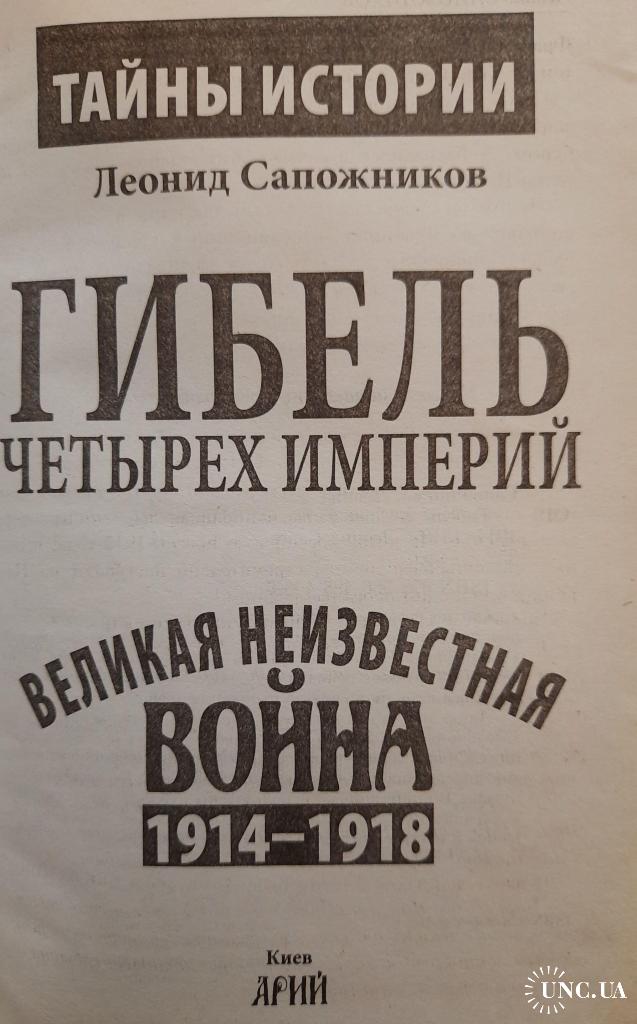 ТАЙНЫ ИСТОРИИ
Леонид Сапожников
ГИБЕЛЬ
ЧЕТЫРЕХ ИМПЕРИЙ
ВЕЛИКАЯ НЕИЗВЕСТНАЯ
ВОЙНА
1914–1918
Киев
АРИЙ
UNC.UA